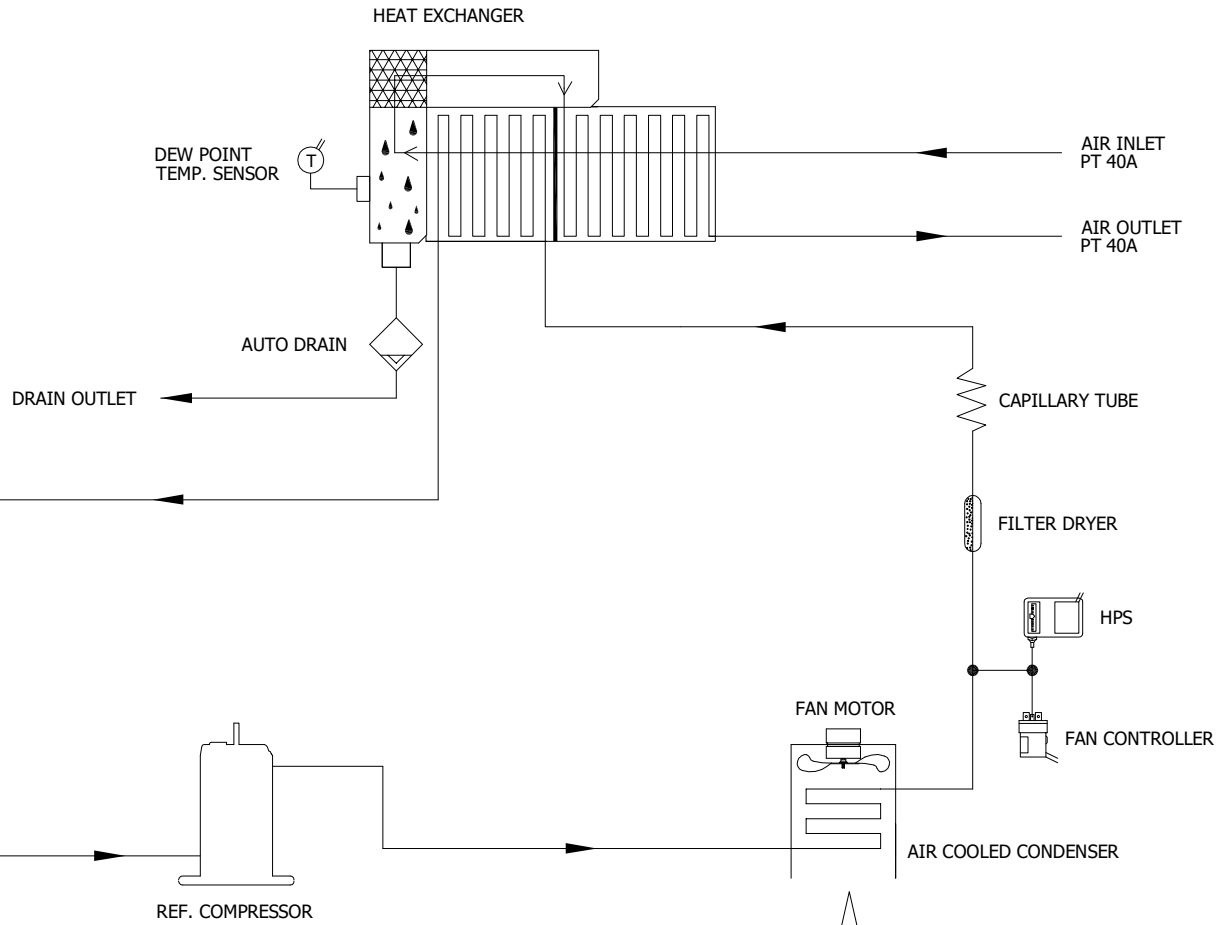 HEAT EXCHANGER
DEW POINT
TEMP. SENSOR
T
AIR INLET
PT 40A
AIR OUTLET
PT 40A
AUTO DRAIN
DRAIN OUTLET
CAPILLARY TUBE
FILTER DRYER
HPS
FAN MOTOR
FAN CONTROLLER
AIR COOLED CONDENSER
REF. COMPRESSOR